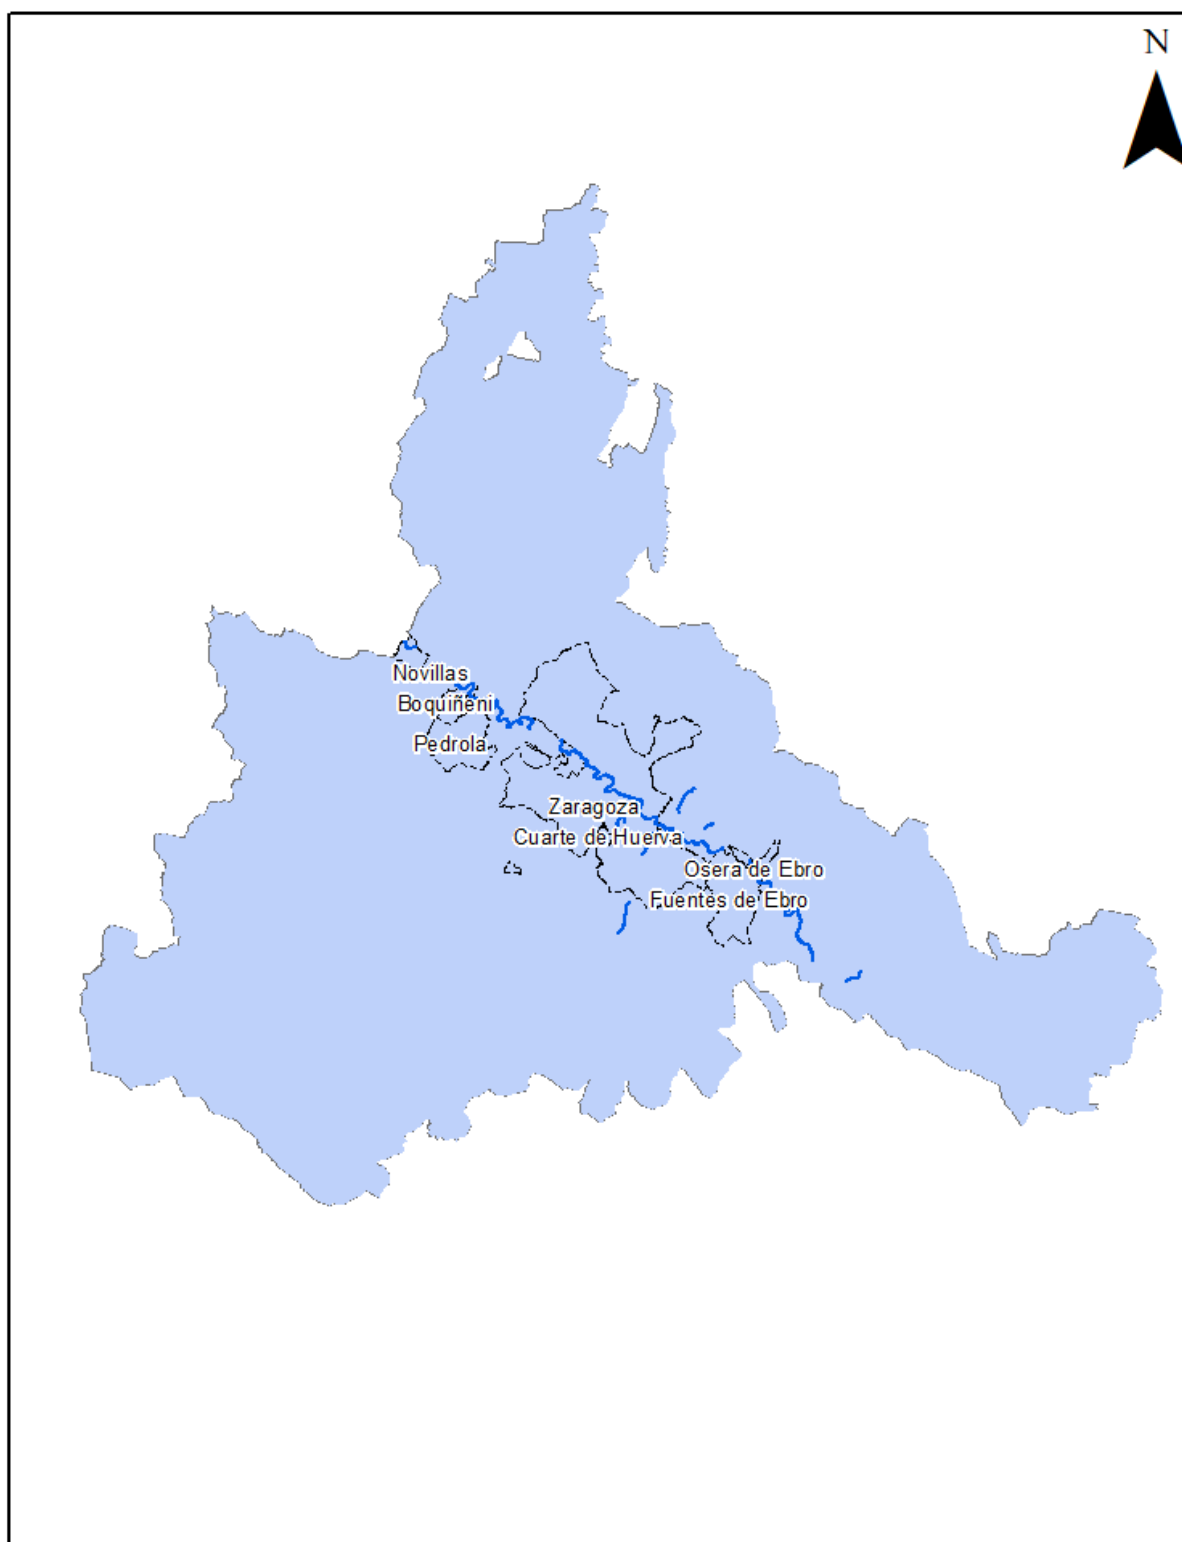 N
Novillas
Boquiñeni
Pedrola
Zaragoza
Cuarte de Huerva
Osera de Ebro
Fuentes de Ebro